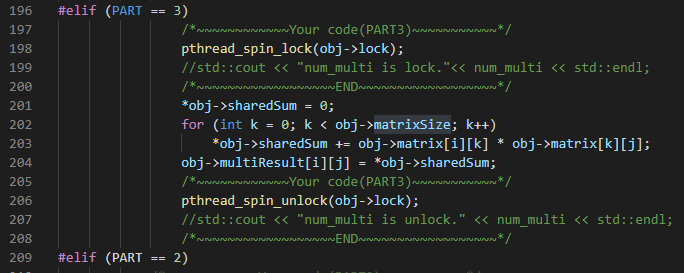 196 #elif (PART == 3)
197 /*~~~~~~~~~~~~Your code(PART3)~~~~~~~~~~~*/
198 pthread_spin_lock(obj->lock);
199 //std::cout << "num_multi is lock."<< num_multi << std::endl;
200 /*~~~~~~~~~~~~~~~~~~END~~~~~~~~~~~~~~~~~~*/
201 *obj->sharedSum = 0;
202 for (int k = 0; k < obj->matrixSize; k++)
203 *obj->sharedSum += obj->matrix[i][k] * obj->matrix[k][j];
204 obj->multiResult[i][j] = *obj->sharedSum;
205 /*~~~~~~~~~~~~Your code(PART3)~~~~~~~~~~~*/
206 pthread_spin_unlock(obj->lock);
207 //std::cout << "num_multi is unlock." << num_multi << std::endl;
208 /*~~~~~~~~~~~~~~~~~~END~~~~~~~~~~~~~~~~~~*/
209 #elif (PART == 2)